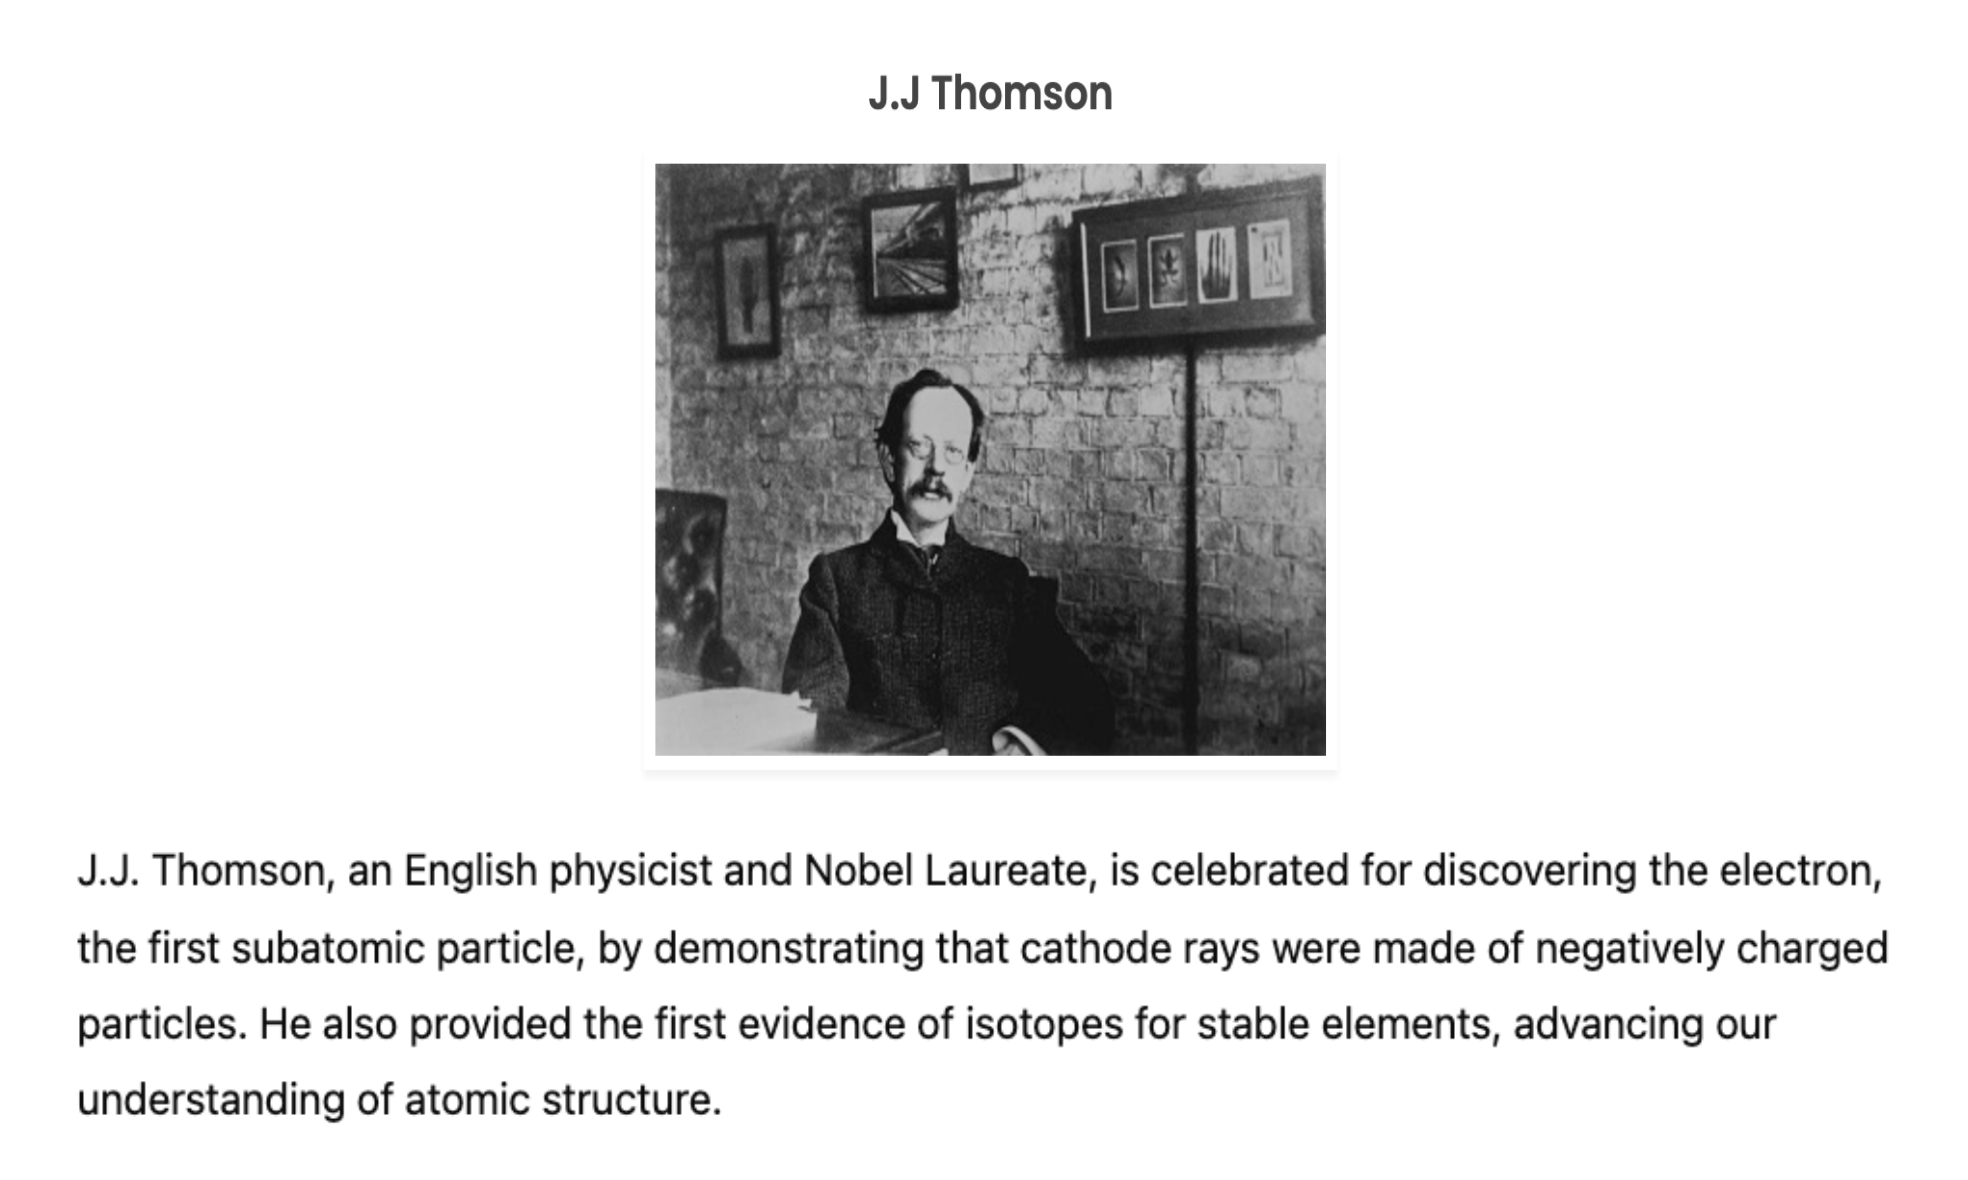 J.J Thomson
J.J. Thomson, an English physicist and Nobel Laureate, is celebrated for discovering the electron,
the first subatomic particle, by demonstrating that cathode rays were made of negatively charged
particles. He also provided the first evidence of isotopes for stable elements, advancing our
understanding of atomic structure.